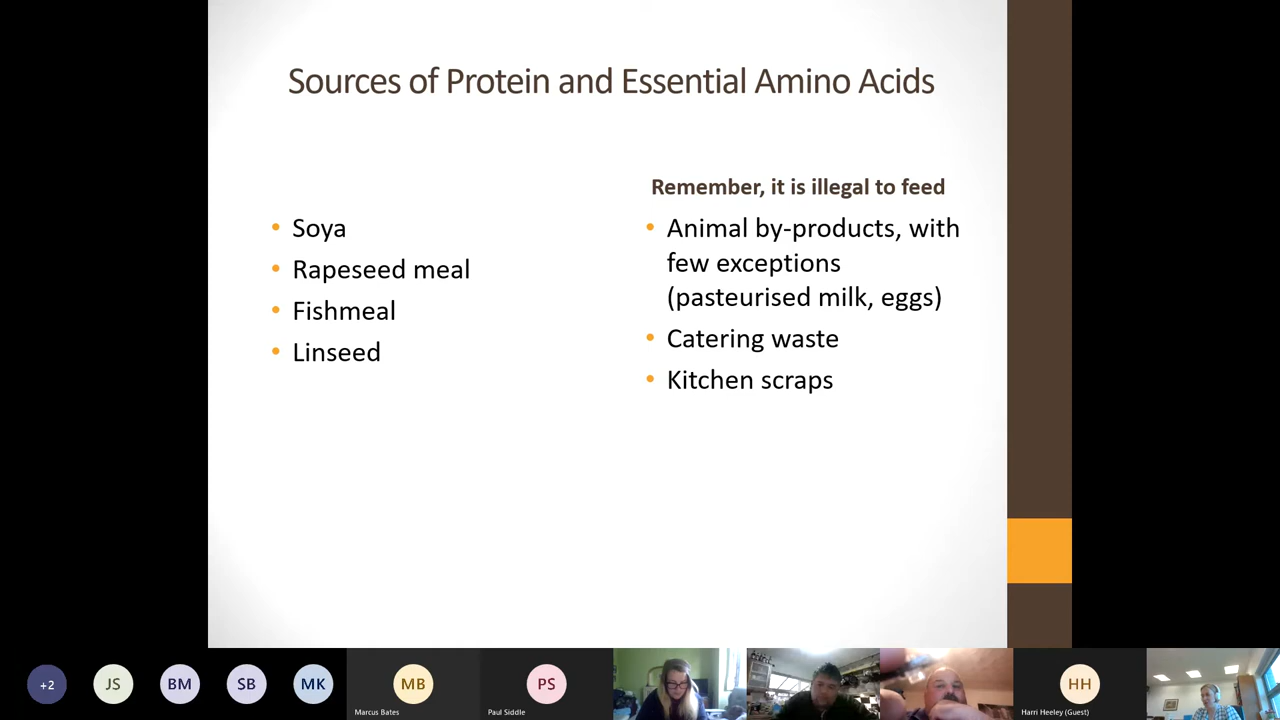 Sources of Protein and Essential Amino Acids
• Soya
• Rapeseed meal
• Fishmeal
• Linseed
Remember, it is illegal to feed
• Animal by-products, with
few exceptions
(pasteurised milk, eggs)
• Catering waste
• Kitchen scraps
+2
JS
BM
SB
MK
MB
Marcus Bates
PS
Paul Siddle
HH
Harri Heeley (Guest)